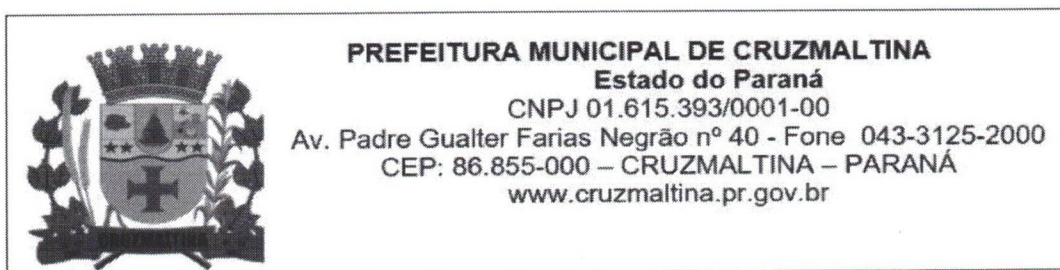 PREFEITURA MUNICIPAL DE CRUZMALTINA
Estado do Paraná
CNPJ 01.615.393/0001-00
Av. Padre Gualter Farias Negrão nº 40 - Fone 043-3125-2000
CEP: 86.855-000 – CRUZMALTINA – PARANÁ
www.cruzmaltina.pr.gov.br
CRUZMALTINA